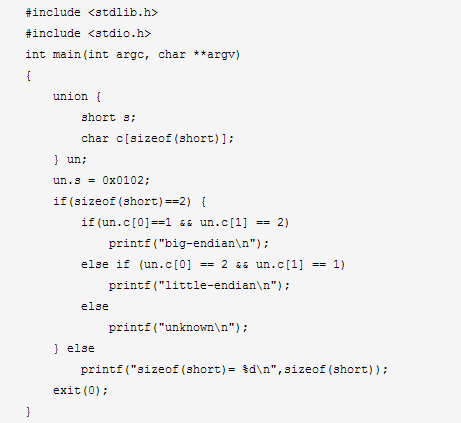 #include <stdlib.h>
#include <stdio.h>
int main(int argc, char **argv)
{
    union {
        short s;
        char c[sizeof(short)];
    } un;
    un.s = 0x0102;
    if(sizeof(short)==2) {
        if(un.c[0]==1 && un.c[1] == 2)
            printf("big-endian\n");
        else if (un.c[0] == 2 && un.c[1] == 1)
            printf("little-endian\n");
        else
            printf("unknown\n");
    } else
        printf("sizeof(short)= %d\n",sizeof(short));
    exit(0);
}